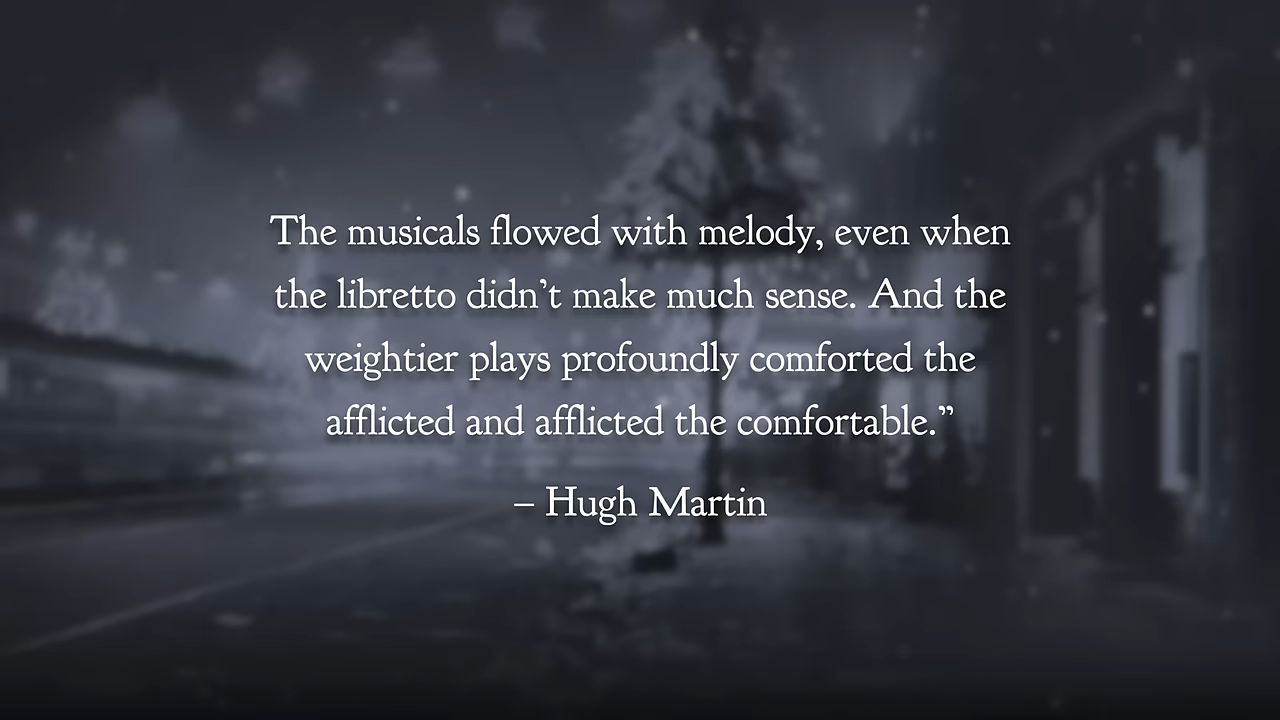 The musicals flowed with melody, even when
the libretto didn’t make much sense. And the
weightier plays profoundly comforted the
afflicted and afflicted the comfortable.”
– Hugh Martin